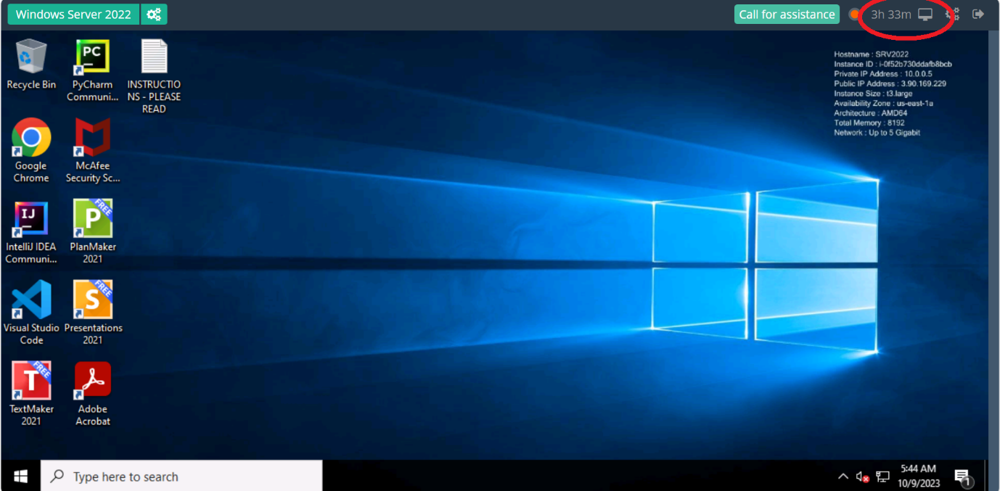 Windows Server 2022
Call for assistance
3h 33m
Hostname : SRV2022
Instance ID : i-0f52b730ddafb8bcb
Private IP Address : 10.0.0.5
Public IP Address : 3.90.169.229
Instance Size : t3.large
Availability Zone : us-east-1a
Architecture : AMD64
Total Memory : 8192
Network : Up to 5 Gigabit
Recycle Bin
PC
PyCharm
Communi...
INSTRUCTIO
NS - PLEASE
READ
Google
Chrome
McAfee
Security Sc...
IJ
IntelliJ IDEA
Communi...
FREE
P
PlanMaker
2021
Visual Studio
Code
FREE
S
Presentations
2021
FREE
T
TextMaker
2021
Adobe
Acrobat
Type here to search
5:44 AM
10/9/2023
1